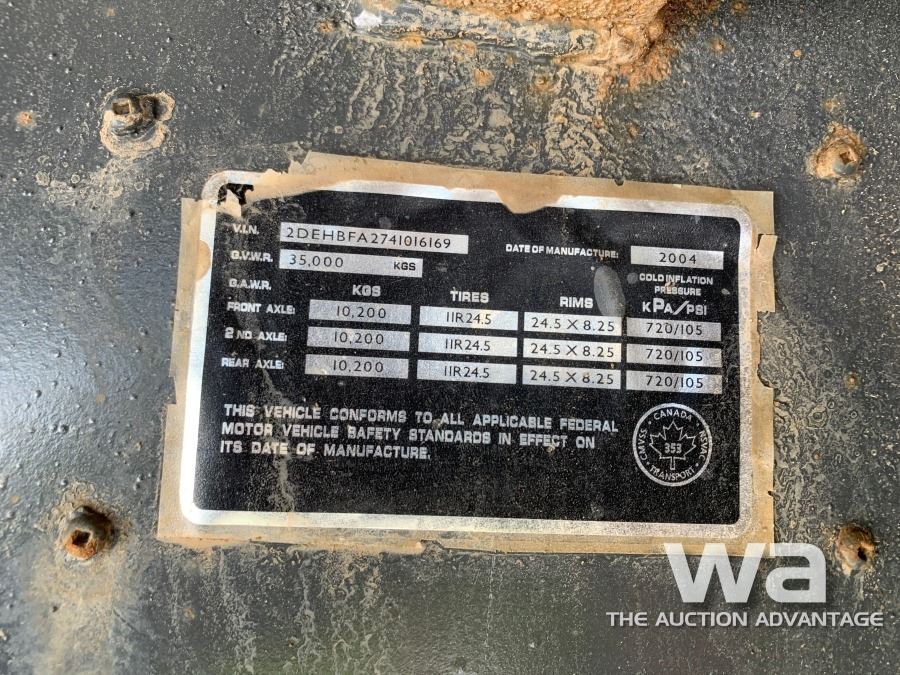 V.I.N. 2DEHBFA2741016169 DATE OF MANUFACTURE: 2004
G.V.W.R. 35,000 KGS
COLD INFLATION
PRESSURE
G.A.W.R. KGS TIRES RIMS KPA/PSI
FRONT AXLE: 10,200 11R24.5 24.5 X 8.25 720/105
2 ND AXLE: 10,200 11R24.5 24.5 X 8.25 720/105
REAR AXLE: 10,200 11R24.5 24.5 X 8.25 720/105
THIS VEHICLE CONFORMS TO ALL APPLICABLE FEDERAL
MOTOR VEHICLE SAFETY STANDARDS IN EFFECT ON
ITS DATE OF MANUFACTURE.
CANADA
CMVSS 353 NSVAC
TRANSPORT
wa
THE AUCTION ADVANTAGE